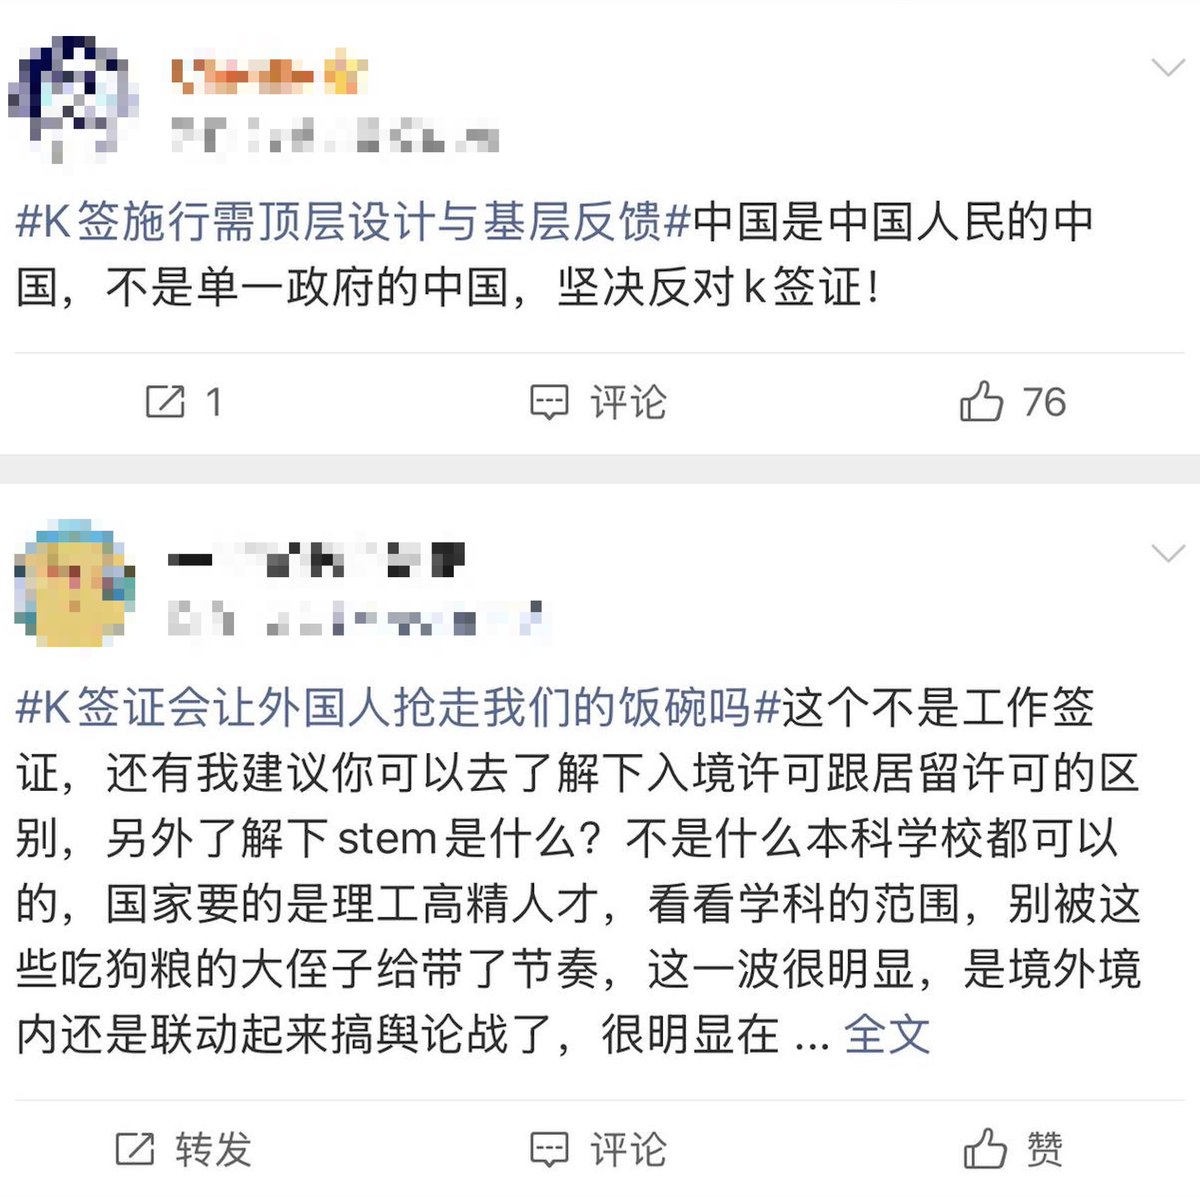 #K签施行需顶层设计与基层反馈#中国是中国人民的中
国，不是单一政府的中国，坚决反对k签证！
1
评论
76
#K签证会让外国人抢走我们的饭碗吗#这个不是工作签
证，还有我建议你可以去了解下入境许可跟居留许可的区
别，另外了解下stem是什么？不是什么本科学校都可以
的，国家要的是理工高精人才，看看学科的范围，别被这
些吃狗粮的大侄子给带了节奏，这一波很明显，是境外境
内还是联动起来搞舆论战了，很明显在 ... 全文
转发
评论
赞